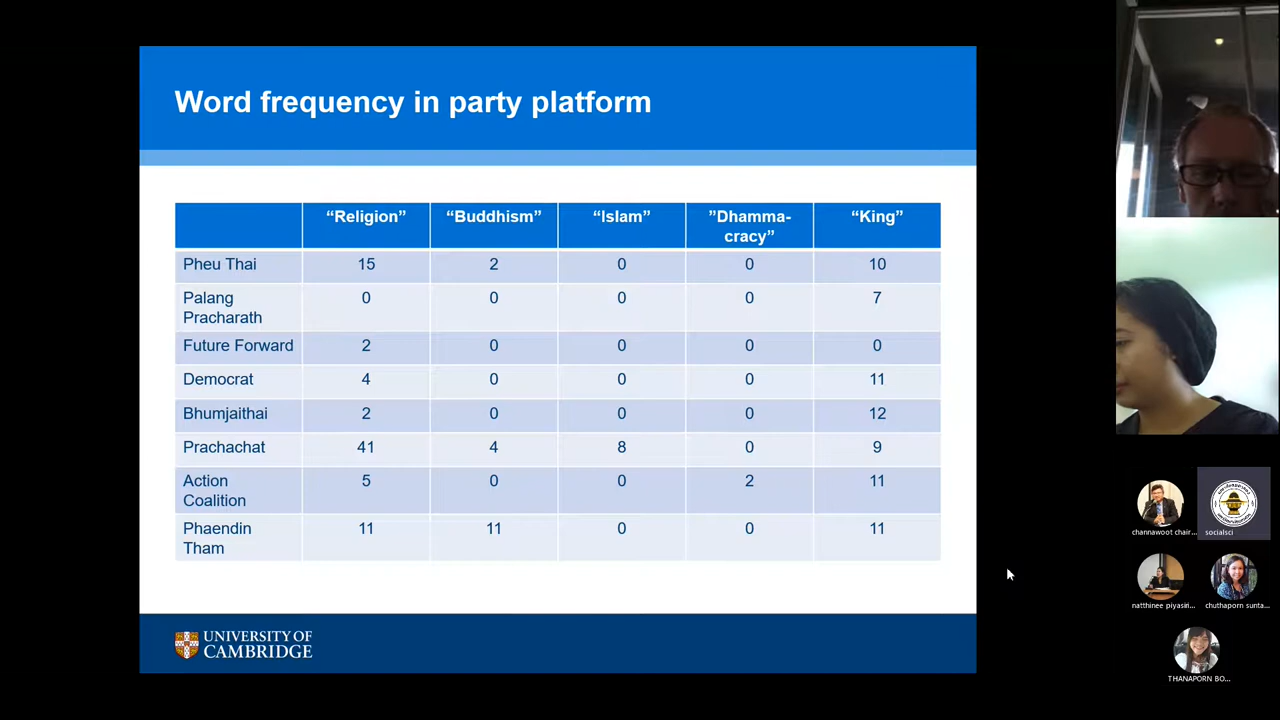 Word frequency in party platform
“Religion” “Buddhism” “Islam” ”Dhamma-
cracy” “King”
Pheu Thai 15 2 0 0 10
Palang
Pracharath 0 0 0 0 7
Future Forward 2 0 0 0 0
Democrat 4 0 0 0 11
Bhumjaithai 2 0 0 0 12
Prachachat 41 4 8 0 9
Action
Coalition 5 0 0 2 11
Phaendin
Tham 11 11 0 0 11
UNIVERSITY OF
CAMBRIDGE
channawoot chair... socialsci
natthinee piyasiri... chuthaporn sunta...
THANAPORN BO...